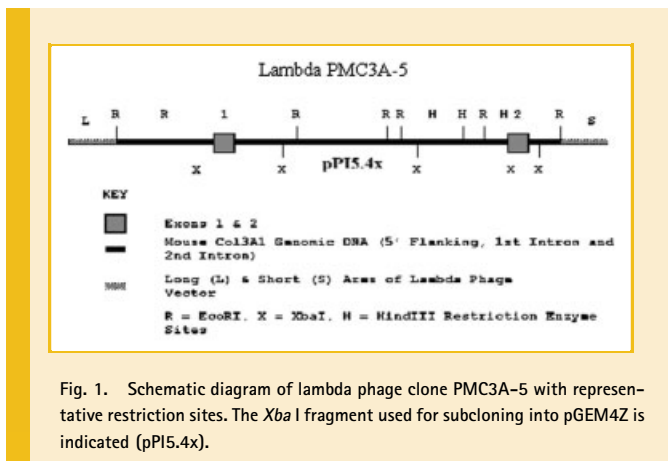 Lambda PMC3A-5
L R R 1 R R R H H R H 2 R S
X X pPI5.4x X X X
KEY
Exons 1 & 2
Mouse Col3A1 Genomic DNA (5' Flanking, 1st Intron and
2nd Intron)
Long (L) & Short (S) Arms of Lambda Phage
Vector
R = EcoRI, X = XbaI, H = HindIII Restriction Enzyme
Sites
Fig. 1. Schematic diagram of lambda phage clone PMC3A-5 with represen-
tative restriction sites. The Xba I fragment used for subcloning into pGEM4Z is
indicated (pPI5.4x).